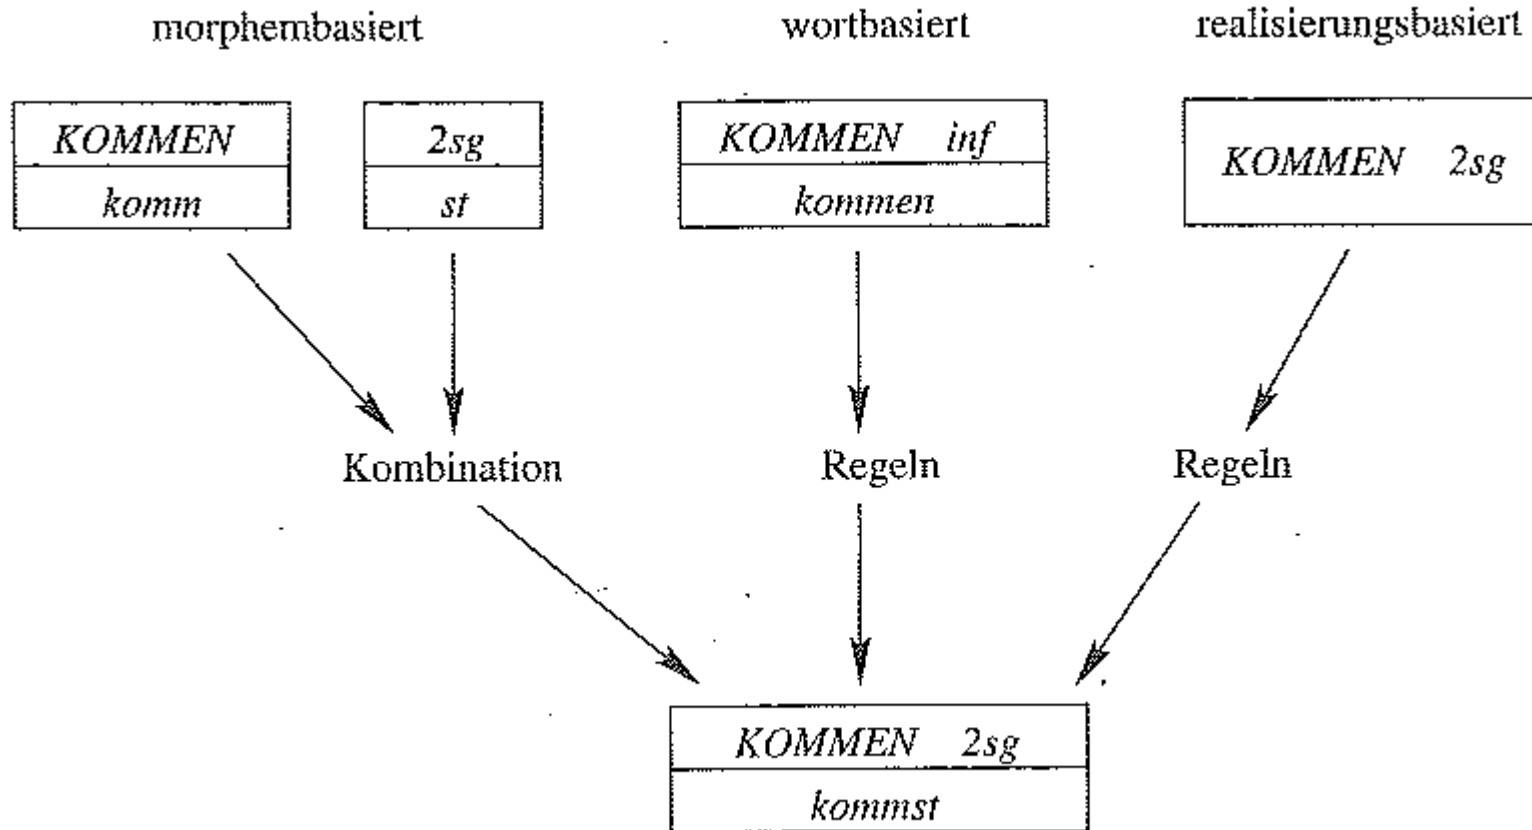 morphembasiert wortbasiert realisierungsbasiert
KOMMEN 2sg KOMMEN inf KOMMEN 2sg
komm st kommen
Kombination Regeln Regeln
KOMMEN 2sg
kommst